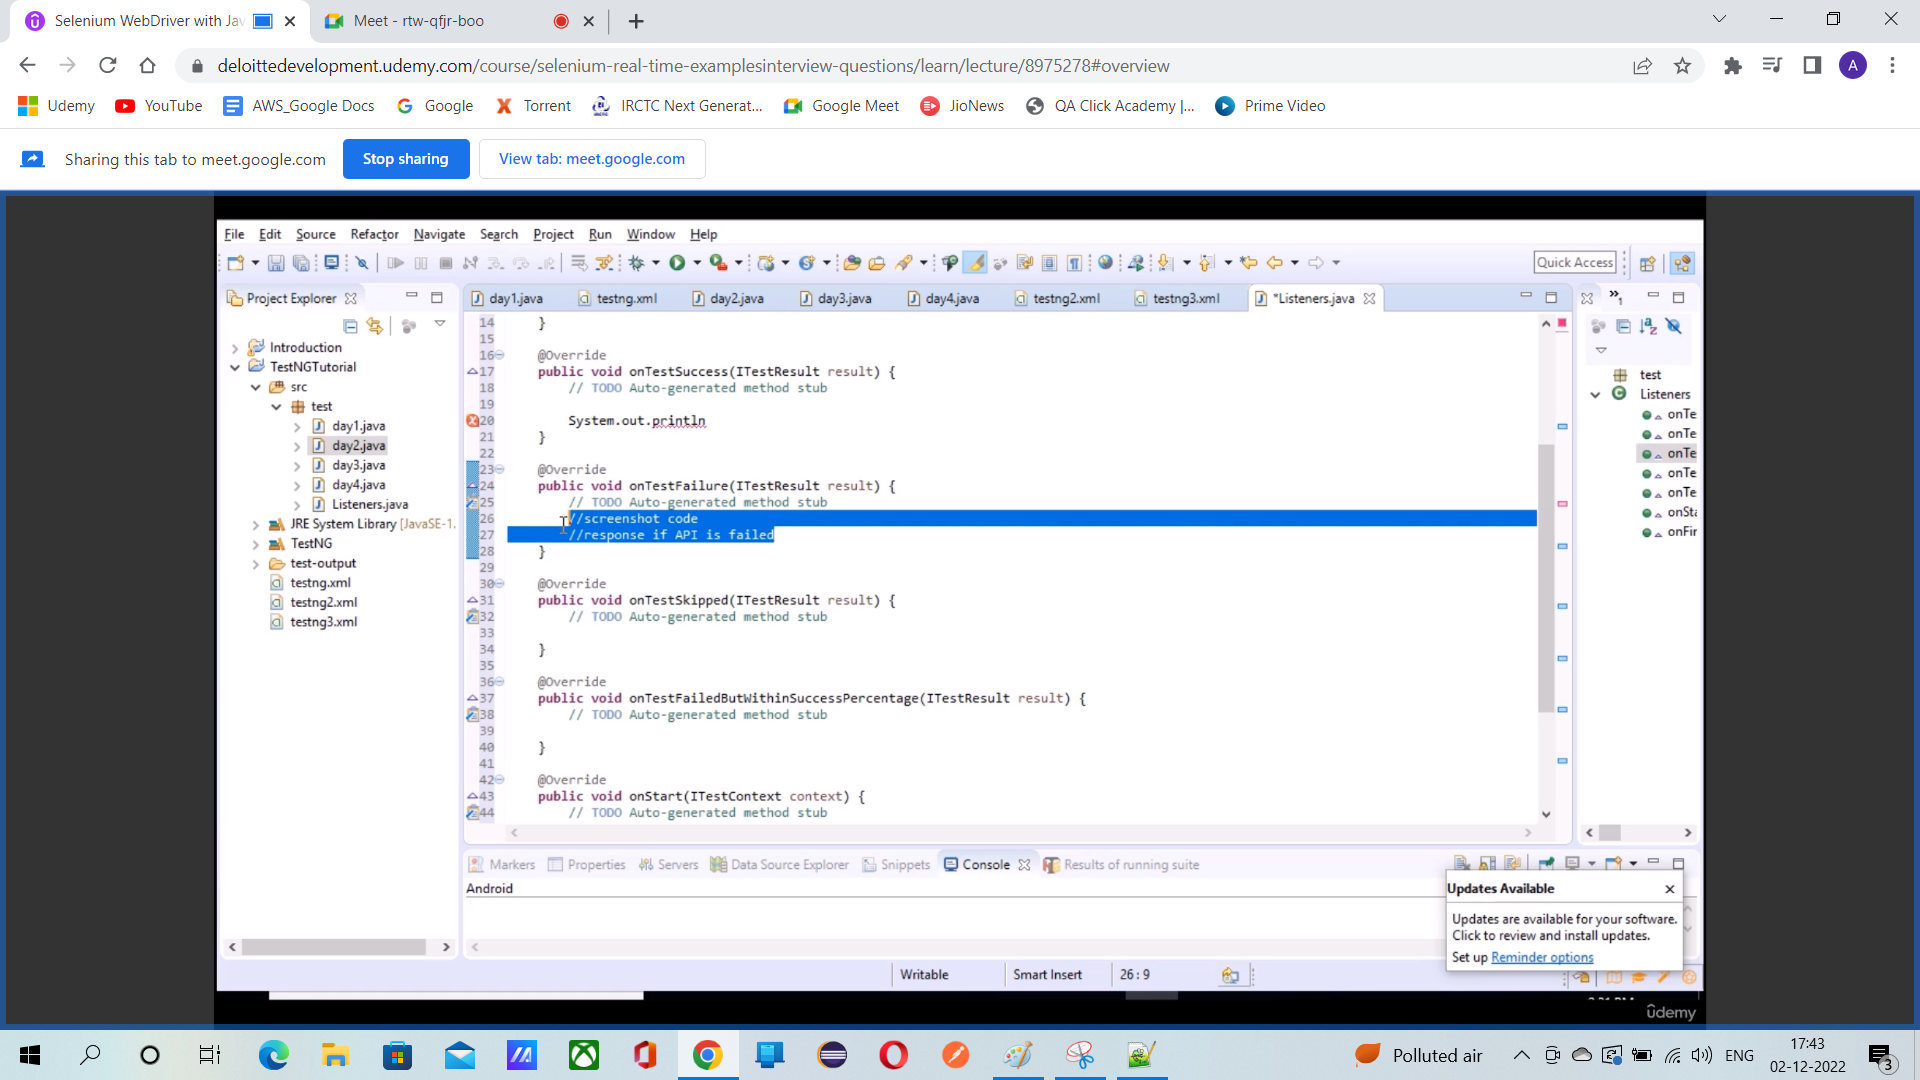 Selenium WebDriver with Jav
Meet - rtw-qfjr-boo
deloittedevelopment.udemy.com/course/selenium-real-time-examplesinterview-questions/learn/lecture/8975278#overview
A
Udemy YouTube AWS_Google Docs Google Torrent IRCTC Next Generat... Google Meet JioNews QA Click Academy |... Prime Video
Sharing this tab to meet.google.com Stop sharing View tab: meet.google.com
File Edit Source Refactor Navigate Search Project Run Window Help
Quick Access
Project Explorer
day1.java testng.xml day2.java day3.java day4.java testng2.xml testng3.xml *Listeners.java
Introduction
TestNGTutorial
src
test
day1.java
day2.java
day3.java
day4.java
Listeners.java
JRE System Library [JavaSE-1.
TestNG
test-output
testng.xml
testng2.xml
testng3.xml
14 }
15
16 @Override
17 public void onTestSuccess(ITestResult result) {
18 // TODO Auto-generated method stub
19
20 System.out.println
21 }
22
23 @Override
24 public void onTestFailure(ITestResult result) {
25 // TODO Auto-generated method stub
26 //screenshot code
27 //response if API is failed
28 }
29
30 @Override
31 public void onTestSkipped(ITestResult result) {
32 // TODO Auto-generated method stub
33
34 }
35
36 @Override
37 public void onTestFailedButWithinSuccessPercentage(ITestResult result) {
38 // TODO Auto-generated method stub
39
40 }
41
42 @Override
43 public void onStart(ITestContext context) {
44 // TODO Auto-generated method stub
test
Listeners
onTe
onTe
onTe
onTe
onTe
onSta
onFir
Markers Properties Servers Data Source Explorer Snippets Console Results of running suite
Android
Updates Available
Updates are available for your software.
Click to review and install updates.
Set up Reminder options
Writable Smart Insert 26 : 9
ûdemy
Polluted air
ENG
17:43
02-12-2022
3